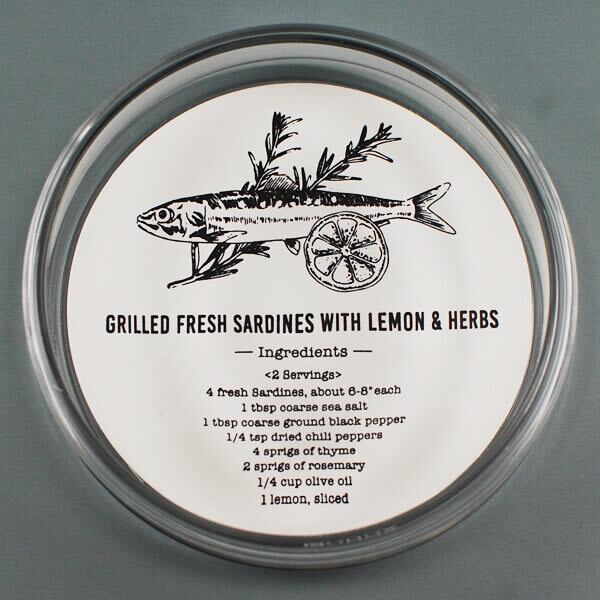 GRILLED FRESH SARDINES WITH LEMON & HERBS
— Ingredients —
<2 Servings>
4 fresh Sardines, about 6-8" each
1 tbsp coarse sea salt
1 tbsp coarse ground black pepper
1/4 tsp dried chili peppers
4 sprigs of thyme
2 sprigs of rosemary
1/4 cup olive oil
1 lemon, sliced